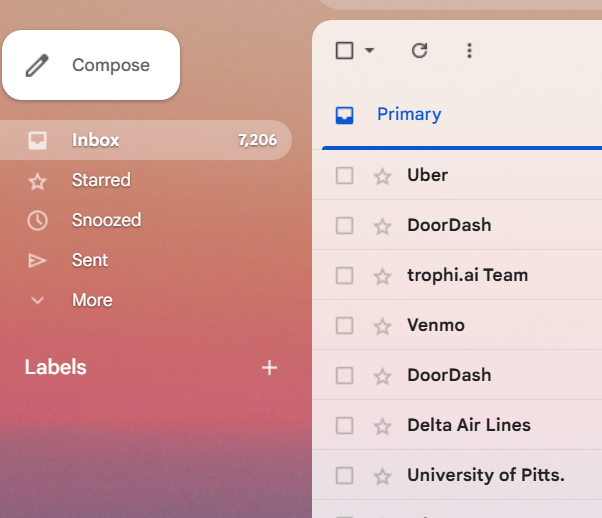 Compose
Inbox 7,206
Starred
Snoozed
Sent
More
Labels
Primary
Uber
DoorDash
trophi.ai Team
Venmo
DoorDash
Delta Air Lines
University of Pitts.